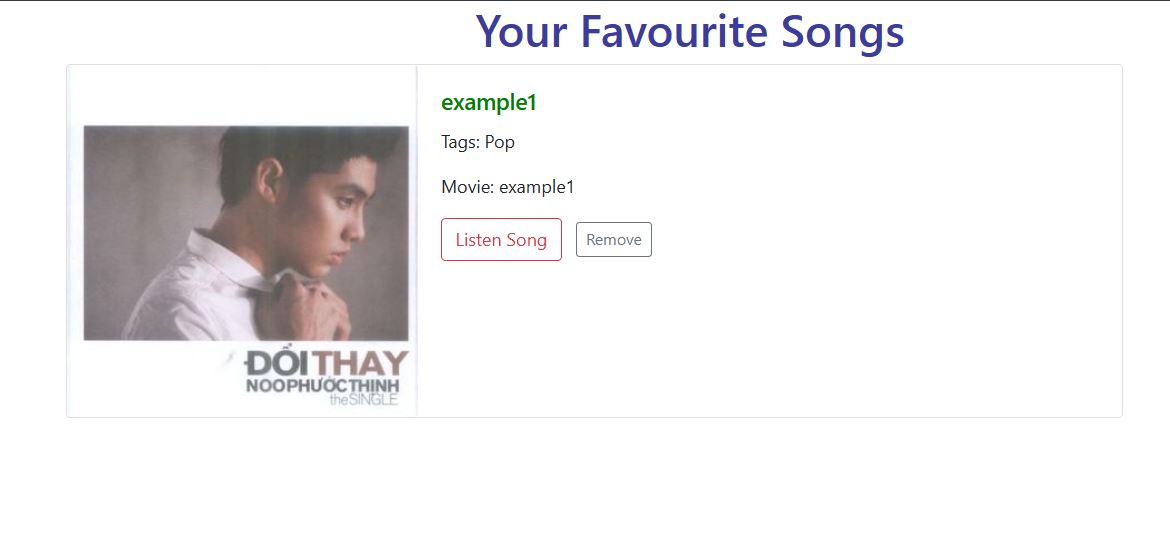 Your Favourite Songs
example1
Tags: Pop
Movie: example1
Listen Song
Remove
ĐỔI THAY
NOO PHƯỚC THỊNH
the SINGLE